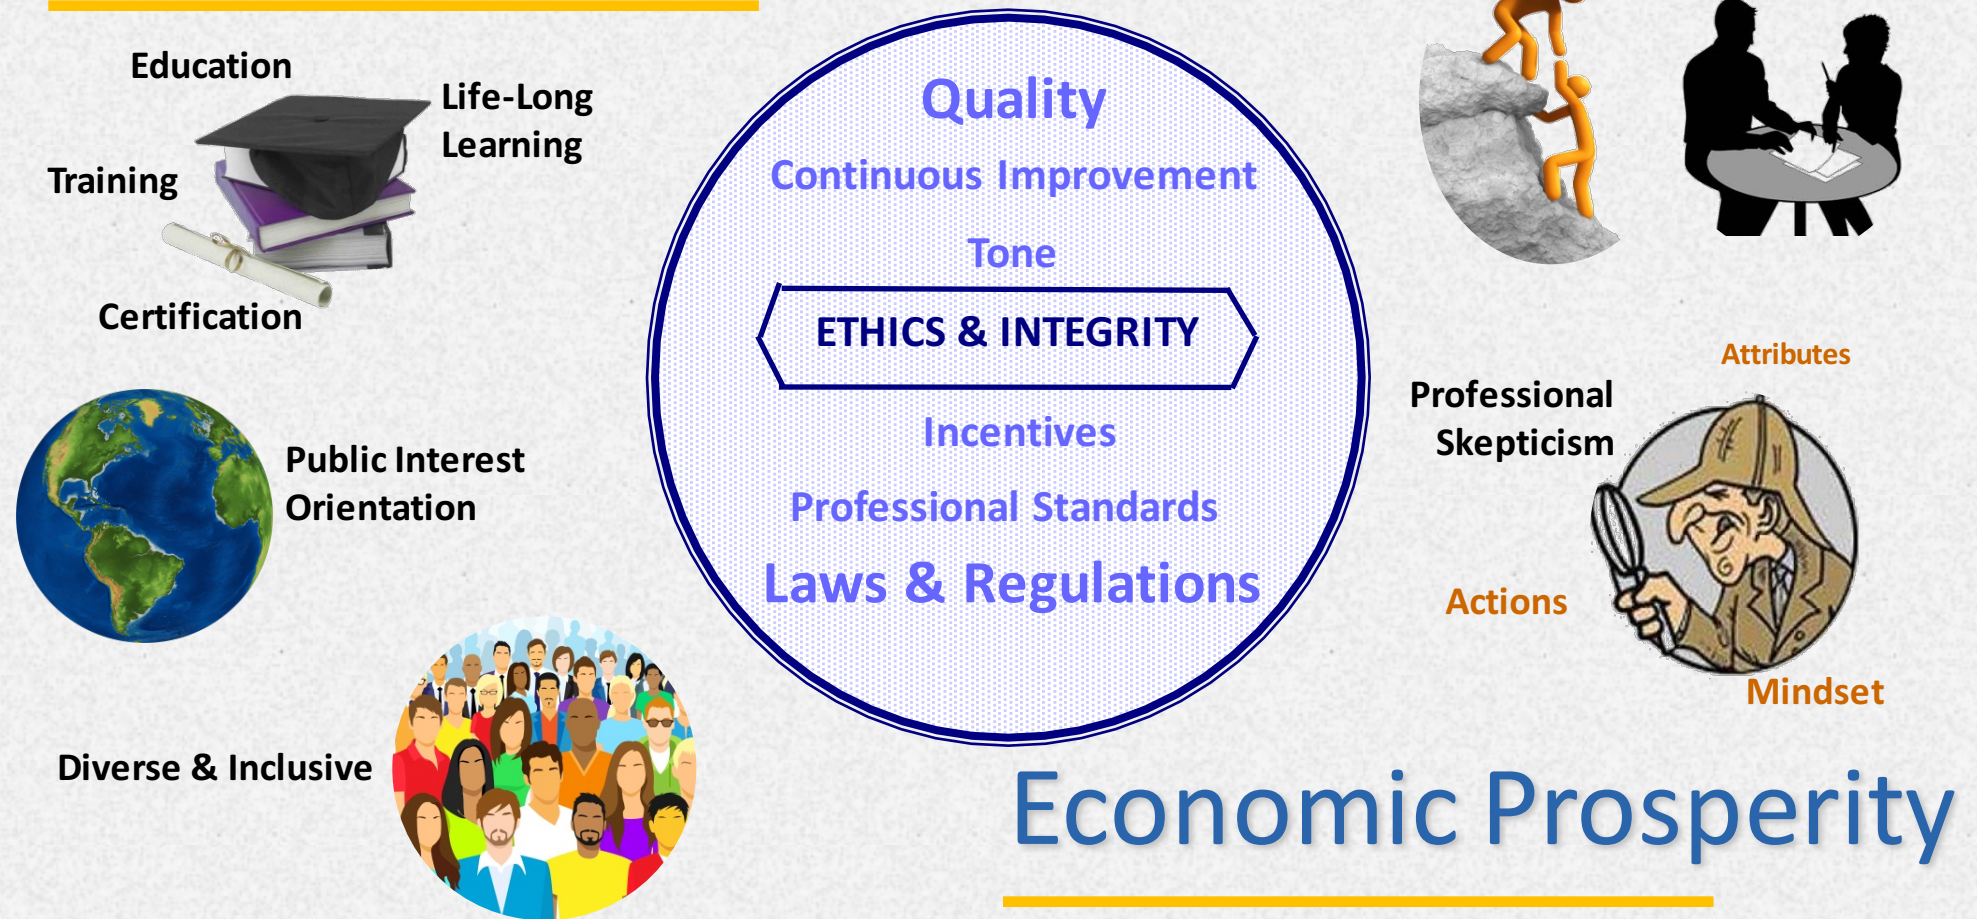 Education
Life-Long
Learning
Training
Certification
Public Interest
Orientation
Diverse & Inclusive
Quality
Continuous Improvement
Tone
ETHICS & INTEGRITY
Incentives
Professional Standards
Laws & Regulations
Attributes
Professional
Skepticism
Actions
Mindset
Economic Prosperity